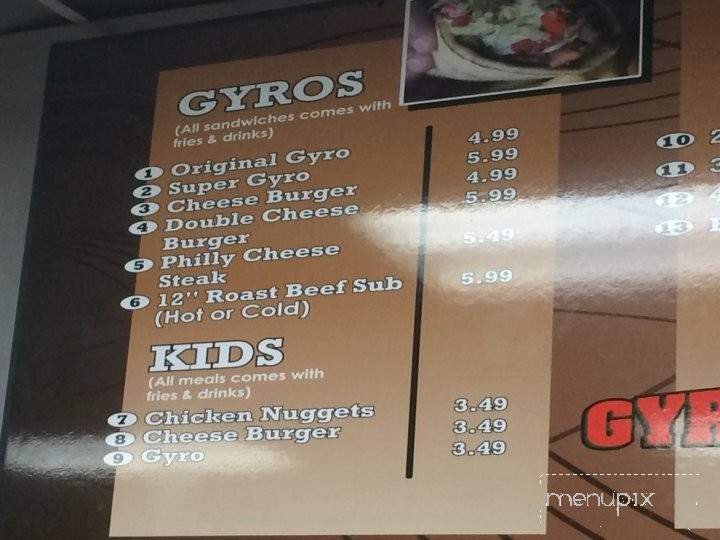 GYROS
(All sandwiches comes with
fries & drinks)
1 Original Gyro 4.99
2 Super Gyro 5.99
3 Cheese Burger 4.99
4 Double Cheese 5.99
Burger
5 Philly Cheese 5.49
Steak
6 12" Roast Beef Sub 5.99
(Hot or Cold)
KIDS
(All meals comes with
fries & drinks)
7 Chicken Nuggets 3.49
8 Cheese Burger 3.49
9 Gyro 3.49
10
11
12
13
GYR
menupix